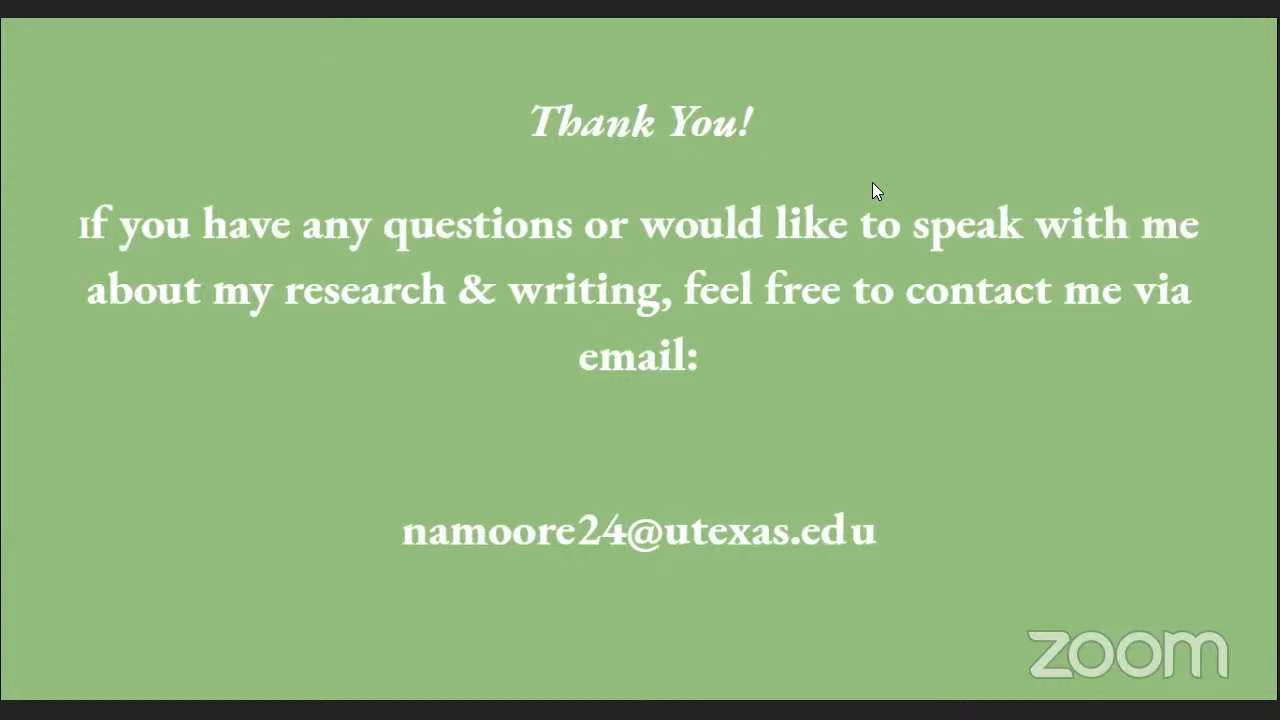 Thank You!
If you have any questions or would like to speak with me
about my research & writing, feel free to contact me via
email:
namoore24@utexas.edu
zoom